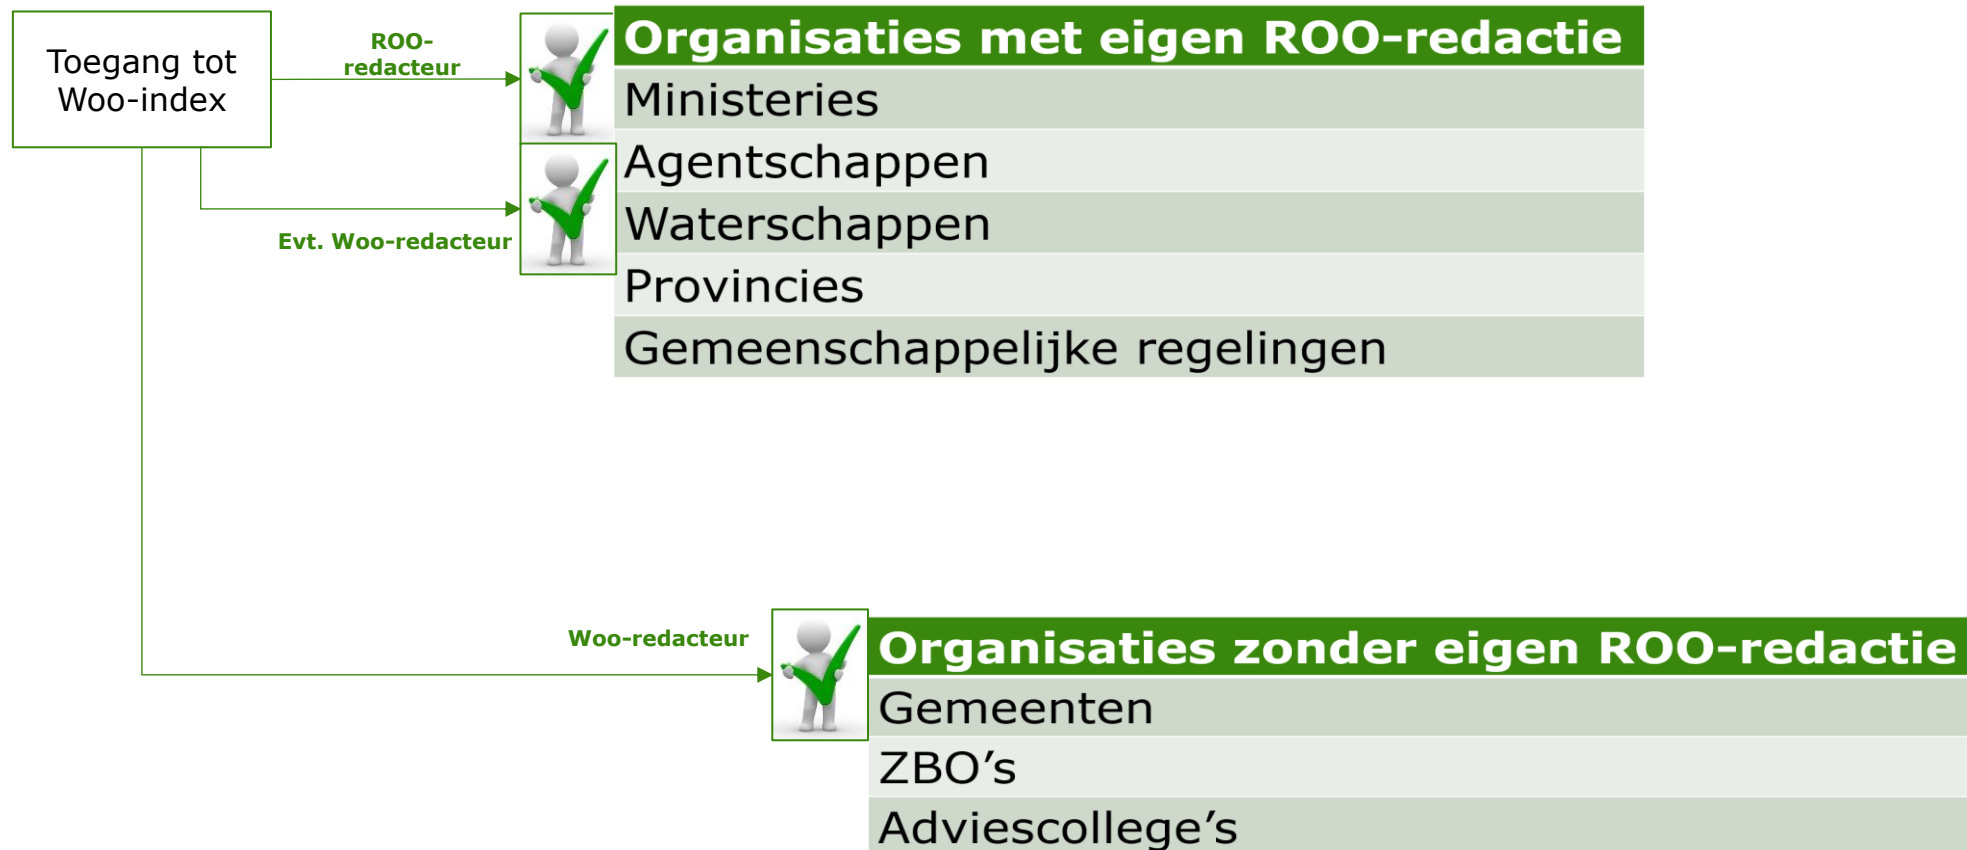 Toegang tot
Woo-index
ROO-
redacteur
Evt. Woo-redacteur
Organisaties met eigen ROO-redactie
Ministeries
Agentschappen
Waterschappen
Provincies
Gemeenschappelijke regelingen
Woo-redacteur
Organisaties zonder eigen ROO-redactie
Gemeenten
ZBO’s
Adviescollege’s